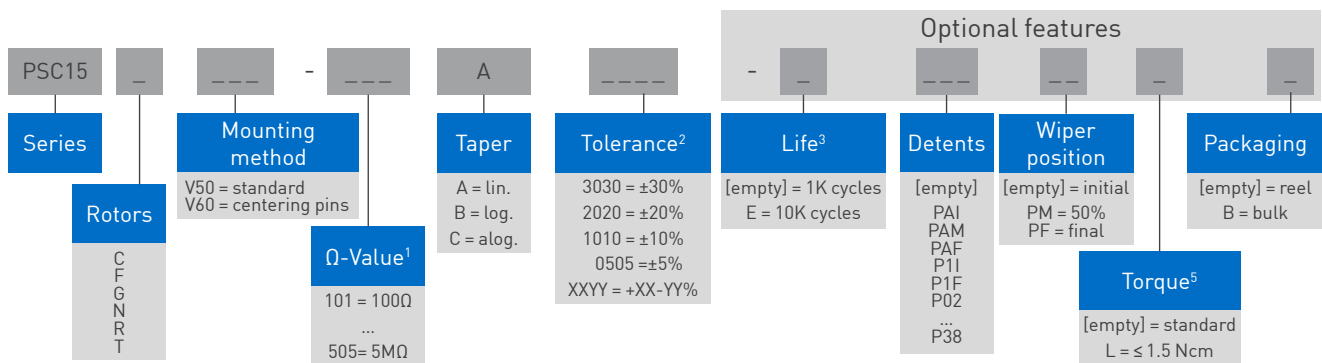 Optional features
PSC15 _ _ _ _ - _ _ _ A _ _ _ _ - _ _ _ _ _ _ _ _
Series
Rotors
C
F
G
N
R
T
Mounting
method
V50 = standard
V60 = centering pins
Ω-Value¹
101 = 100Ω
...
505= 5MΩ
Taper
A = lin.
B = log.
C = alog.
Tolerance²
3030 = ±30%
2020 = ±20%
1010 = ±10%
0505 =±5%
XXYY = +XX-YY%
Life³
[empty] = 1K cycles
E = 10K cycles
Detents
[empty]
PAI
PAM
PAF
P1I
P1F
P02
...
P38
Wiper
position
[empty] = initial
PM = 50%
PF = final
Torque⁵
[empty] = standard
L = ≤ 1.5 Ncm
Packaging
[empty] = reel
B = bulk